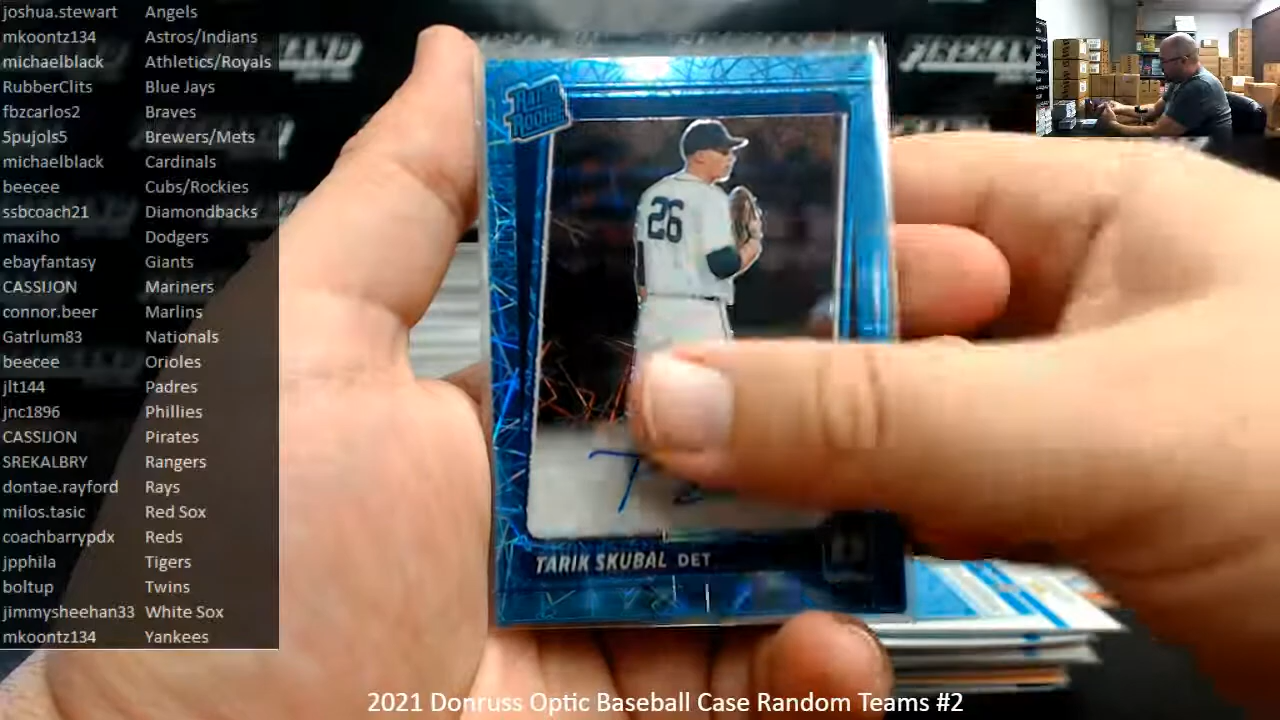 joshua.stewart Angels
mkoontz134 Astros/Indians
michaelblack Athletics/Royals
RubberClits Blue Jays
fbzcarlos2 Braves
5pujols5 Brewers/Mets
michaelblack Cardinals
beecee Cubs/Rockies
ssbcoach21 Diamondbacks
maxiho Dodgers
ebayfantasy Giants
CASSIJON Mariners
connor.beer Marlins
Gatrlum83 Nationals
beecee Orioles
jlt144 Padres
jnc1896 Phillies
CASSIJON Pirates
SREKALBRY Rangers
dontae.rayford Rays
milos.tasic Red Sox
coachbarrypdx Reds
jpphila Tigers
boltup Twins
jimmysheehan33 White Sox
mkoontz134 Yankees
RATED
ROOKIE
26
TARIK SKUBAL DET
2021 Donruss Optic Baseball Case Random Teams #2